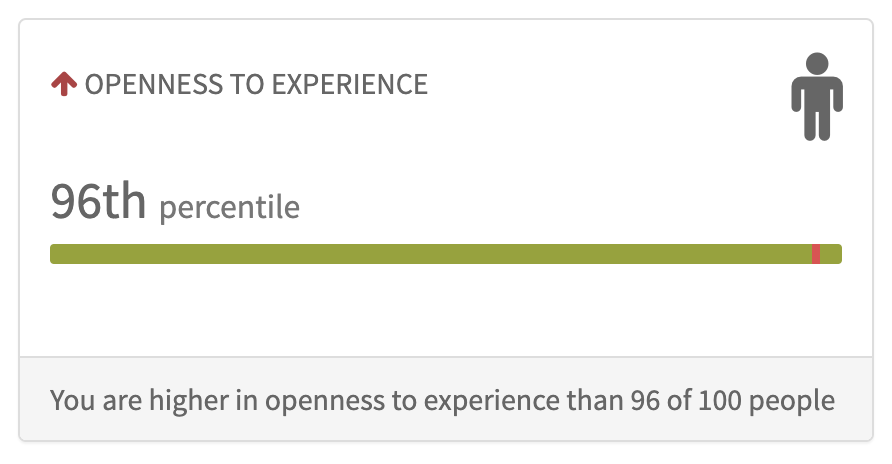 OPENNESS TO EXPERIENCE
96th percentile
You are higher in openness to experience than 96 of 100 people